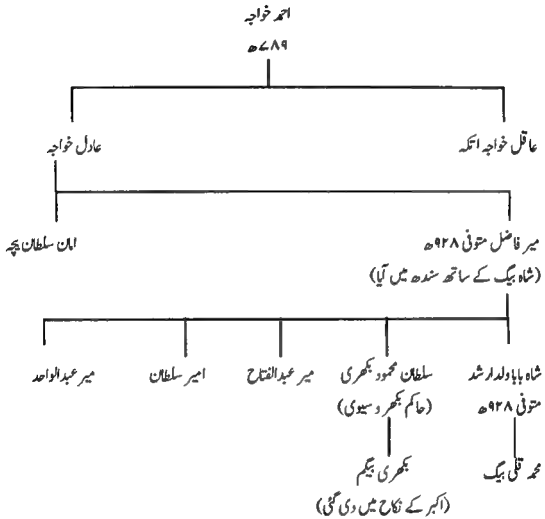 احمد خواجہ
۷۸۹ھ
عاقل خواجہ اتکہ
عادل خواجہ
میر فاضل متوفی ۹۲۸ھ
(شاہ بیگ کے ساتھ سندھ میں آیا)
امان سلطان یچہ
شاہ بابا ولد ارشد
متوفی ۹۲۸ھ
سلطان محمود بکھری
(حاکم بکھر و سیوی)
میر عبدالفتاح
امیر سلطان
میر عبدالواحد
محمد قلی بیگ
بکھری بیگم
(اکبر کے نکاح میں دی گئی)